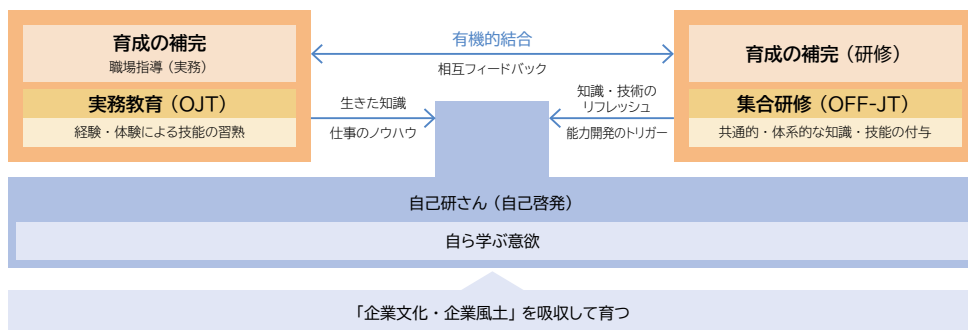 育成の補完
職場指導（実務）
実務教育（OJT）
経験・体験による技能の習熟
有機的結合
相互フィードバック
生きた知識
仕事のノウハウ
知識・技術の
リフレッシュ
能力開発のトリガー
育成の補完（研修）
集合研修（OFF-JT）
共通的・体系的な知識・技能の付与
自己研さん（自己啓発）
自ら学ぶ意欲
「企業文化・企業風土」を吸収して育つ